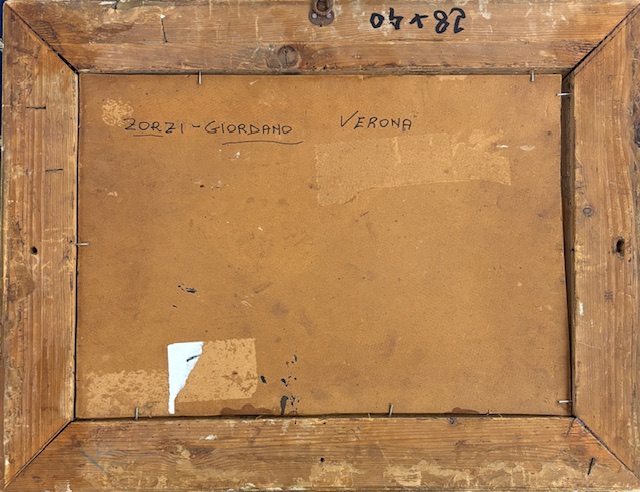 28 x 40
ZORZI - GIORDANO VERONA